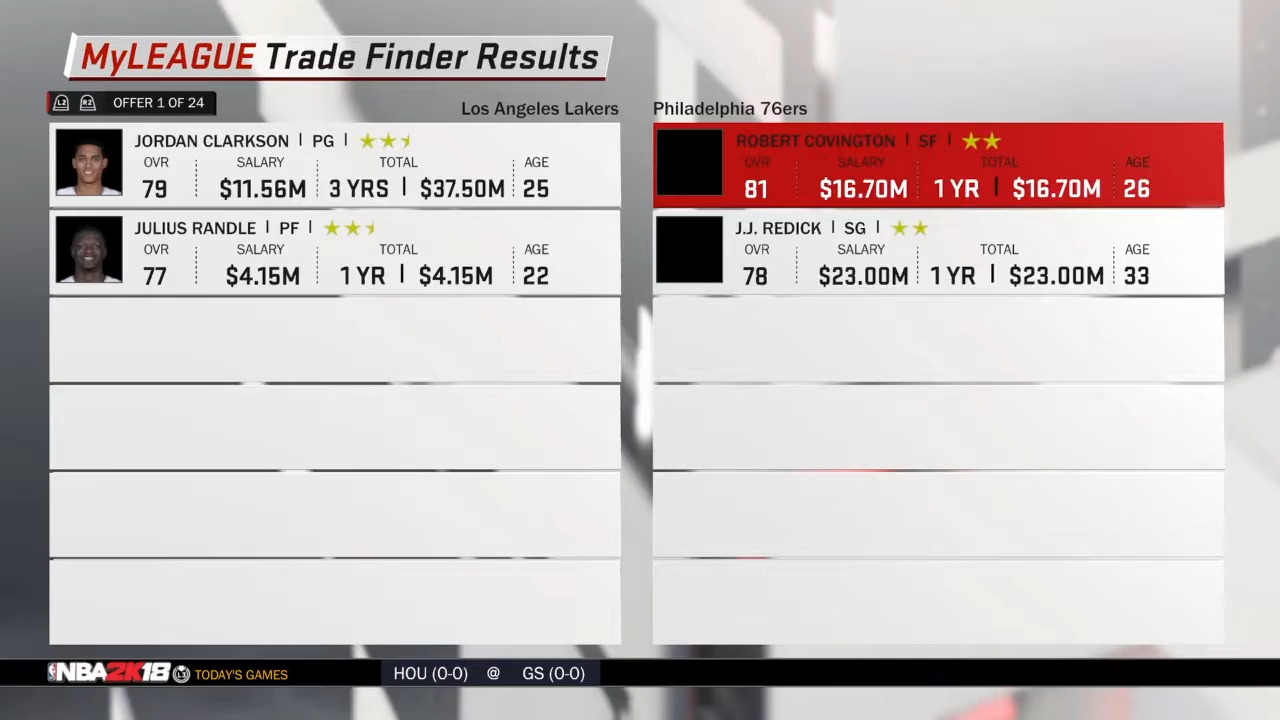 MyLEAGUE Trade Finder Results
L2 R2 OFFER 1 OF 24
Los Angeles Lakers
Philadelphia 76ers
JORDAN CLARKSON | PG |
OVR SALARY TOTAL AGE
79 $11.56M 3 YRS | $37.50M 25
JULIUS RANDLE | PF |
OVR SALARY TOTAL AGE
77 $4.15M 1 YR | $4.15M 22
ROBERT COVINGTON | SF |
OVR SALARY TOTAL AGE
81 $16.70M 1 YR | $16.70M 26
J.J. REDICK | SG |
OVR SALARY TOTAL AGE
78 $23.00M 1 YR | $23.00M 33
NBA2K18 TODAY'S GAMES HOU (0-0) @ GS (0-0)